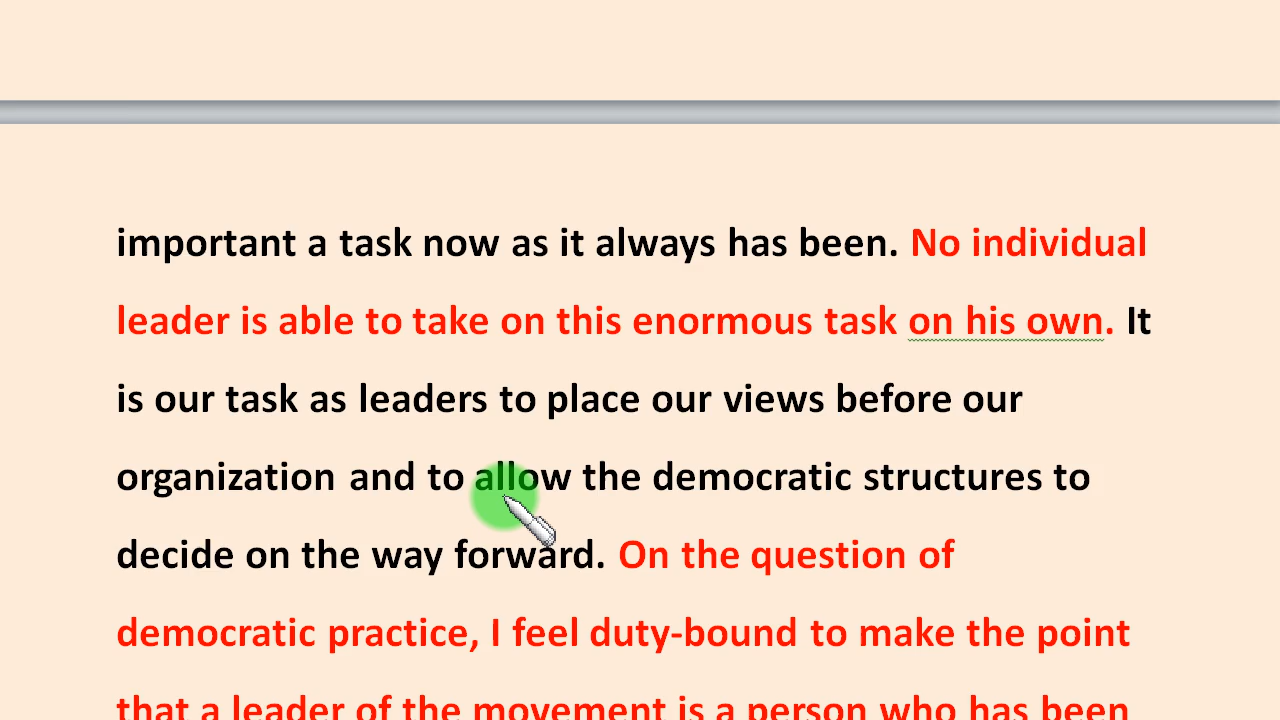 important a task now as it always has been. No individual
leader is able to take on this enormous task on his own. It
is our task as leaders to place our views before our
organization and to allow the democratic structures to
decide on the way forward. On the question of
democratic practice, I feel duty-bound to make the point
that a leader of the movement is a person who has been